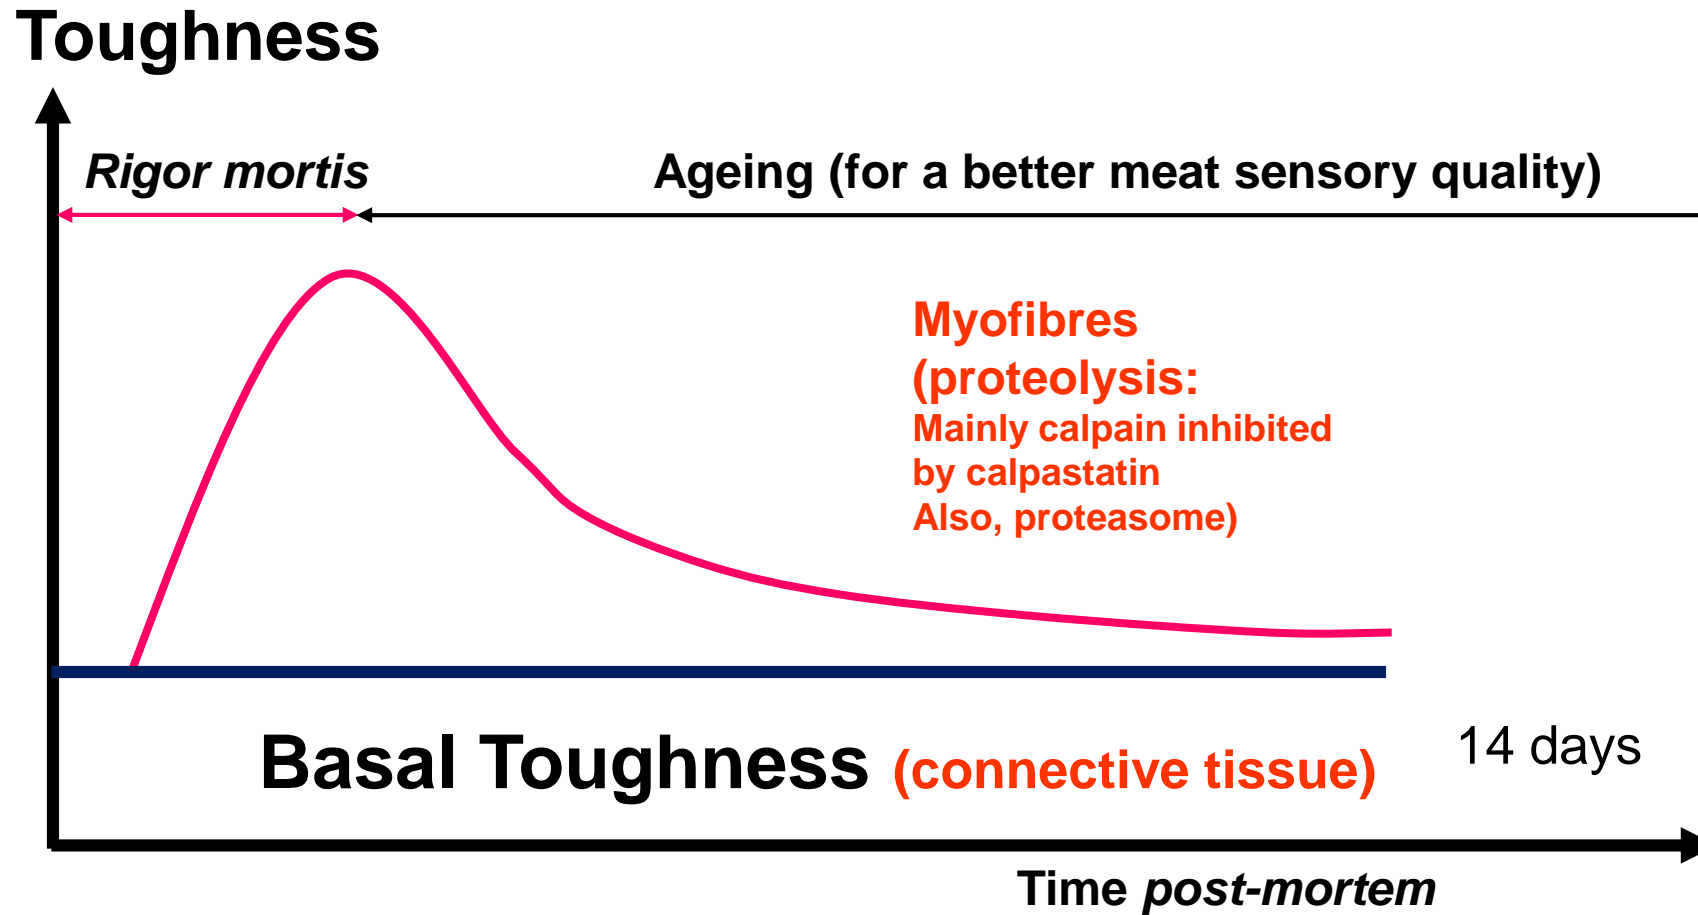 Toughness
Rigor mortis
Ageing (for a better meat sensory quality)
Myofibres
(proteolysis:
Mainly calpain inhibited
by calpastatin
Also, proteasome)
Basal Toughness (connective tissue)
14 days
Time post-mortem